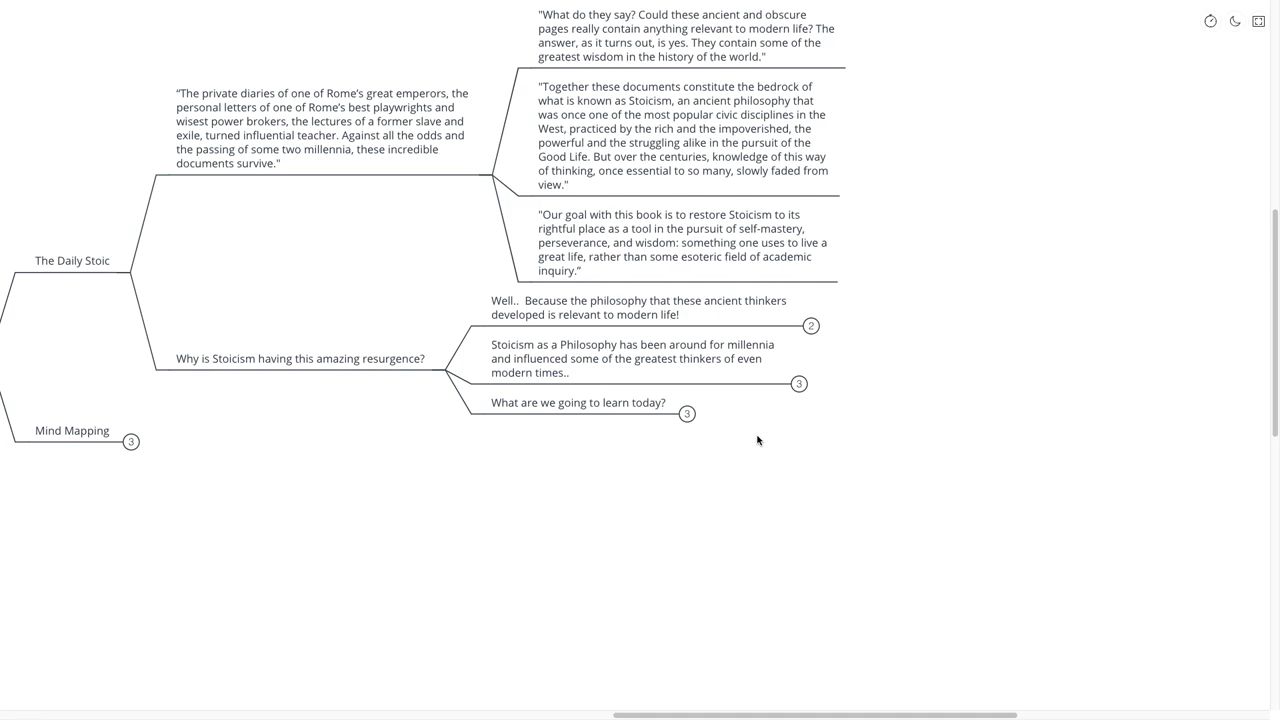 "What do they say? Could these ancient and obscure
pages really contain anything relevant to modern life? The
answer, as it turns out, is yes. They contain some of the
greatest wisdom in the history of the world."
“The private diaries of one of Rome’s great emperors, the
personal letters of one of Rome’s best playwrights and
wisest power brokers, the lectures of a former slave and
exile, turned influential teacher. Against all the odds and
the passing of some two millennia, these incredible
documents survive."
"Together these documents constitute the bedrock of
what is known as Stoicism, an ancient philosophy that
was once one of the most popular civic disciplines in the
West, practiced by the rich and the impoverished, the
powerful and the struggling alike in the pursuit of the
Good Life. But over the centuries, knowledge of this way
of thinking, once essential to so many, slowly faded from
view."
"Our goal with this book is to restore Stoicism to its
rightful place as a tool in the pursuit of self-mastery,
perseverance, and wisdom: something one uses to live a
great life, rather than some esoteric field of academic
inquiry.”
The Daily Stoic
Why is Stoicism having this amazing resurgence?
Well..  Because the philosophy that these ancient thinkers
developed is relevant to modern life!
2
Stoicism as a Philosophy has been around for millennia
and influenced some of the greatest thinkers of even
modern times..
3
What are we going to learn today?
3
Mind Mapping
3